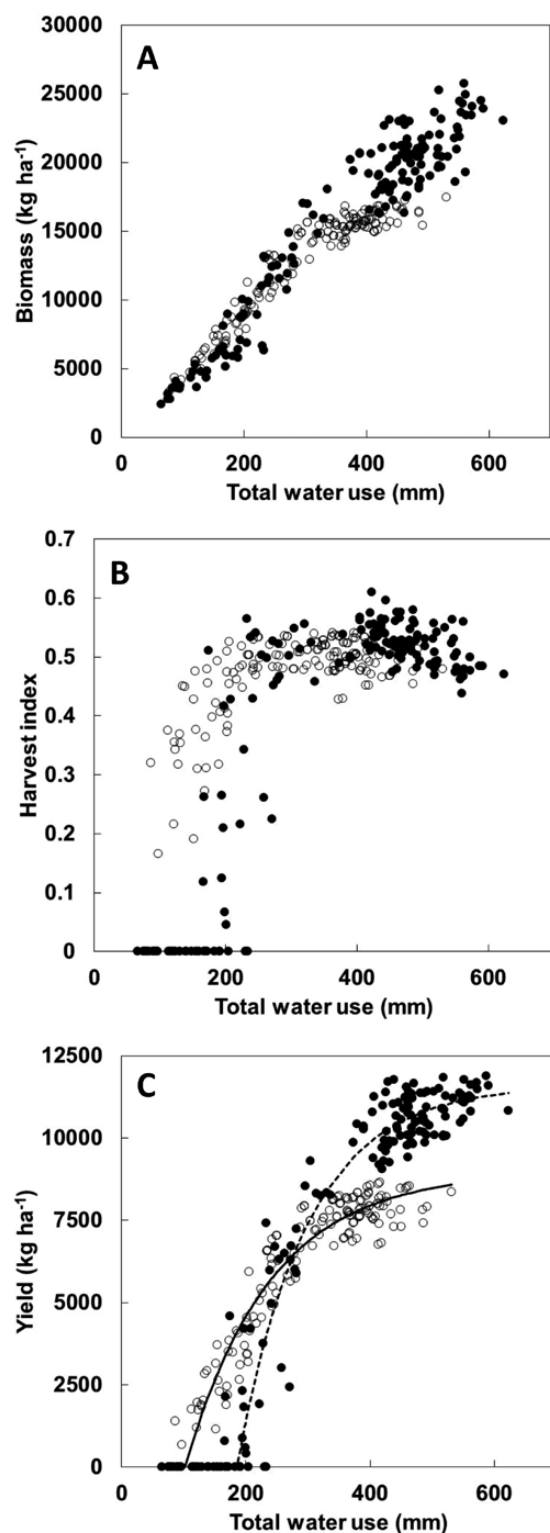 A
30000
25000
20000
15000
10000
5000
0
Biomass (kg ha-1)
0 200 400 600
Total water use (mm)
B
0.7
0.6
0.5
0.4
0.3
0.2
0.1
0
Harvest index
0 200 400 600
Total water use (mm)
C
12500
10000
7500
5000
2500
0
Yield (kg ha-1)
0 200 400 600
Total water use (mm)